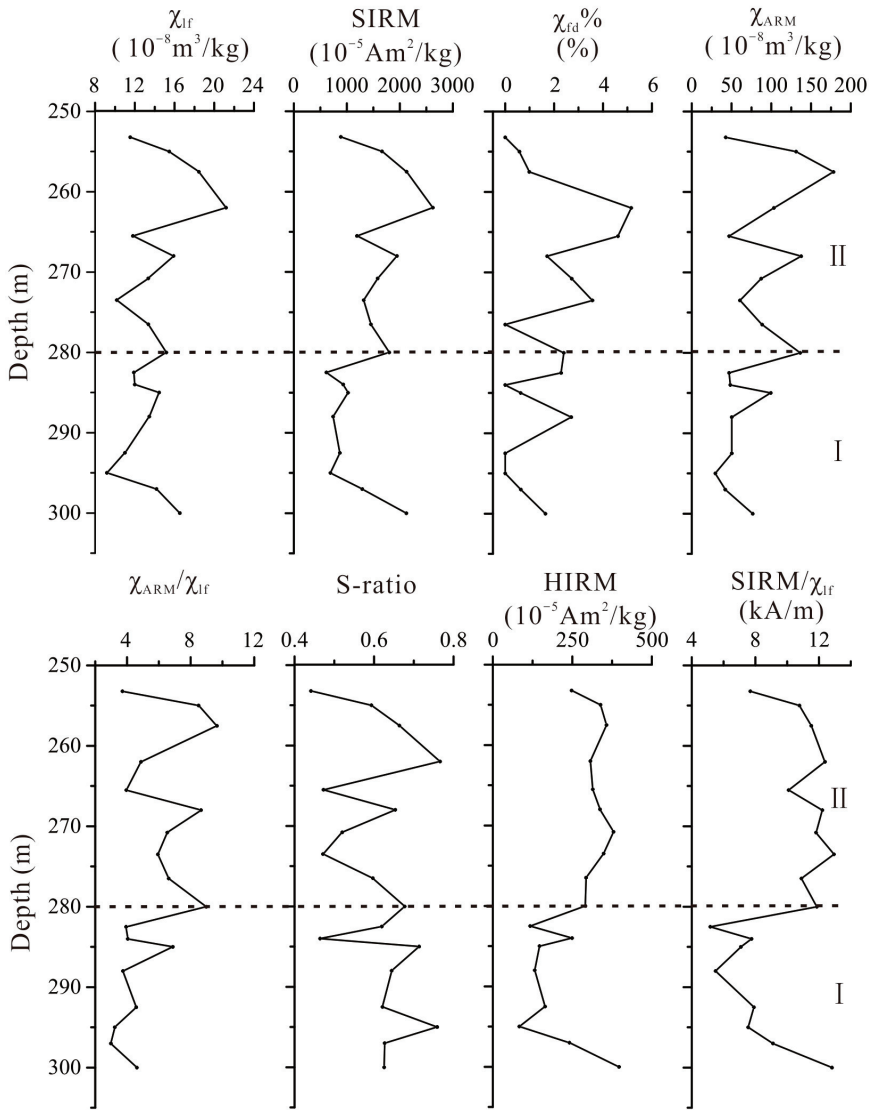 χlf SIRM χfd% χARM
( 10⁻⁸m³/kg) (10⁻⁵Am²/kg) (%) ( 10⁻⁸m³/kg)
8 12 16 20 24 0 1000 2000 3000 0 2 4 6 0 50 100 150 200
250
260
II
270
Depth (m)
280
290
I
300
χARM/χlf S-ratio HIRM SIRM/χlf
(10⁻⁵Am²/kg) (kA/m)
4 8 12 0.4 0.6 0.8 0 250 500 4 8 12
250
260
II
270
Depth (m)
280
290
I
300